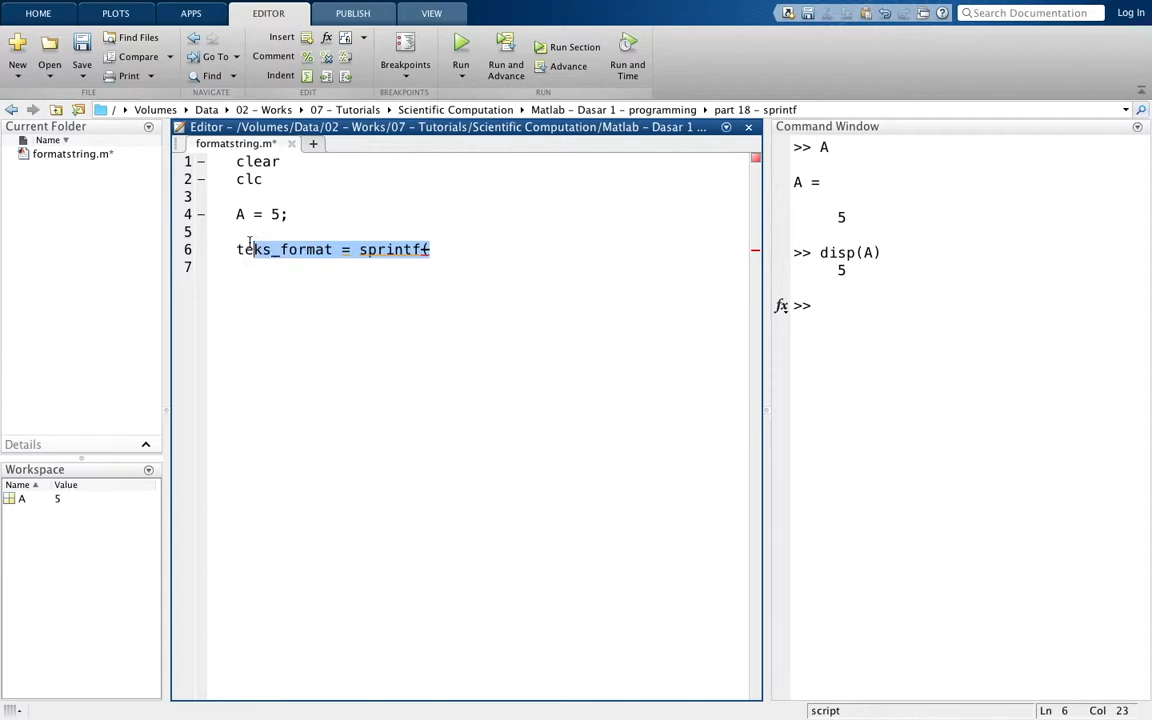 HOME PLOTS APPS EDITOR PUBLISH VIEW Search Documentation Log In
New Open Save Find Files Compare Print
Go To Find
Insert fx
Comment
Indent
Breakpoints Run Run and Advance Run Section Advance Run and Time
FILE NAVIGATE EDIT BREAKPOINTS RUN
/ Volumes Data 02 – Works 07 – Tutorials Scientific Computation Matlab – Dasar 1 – programming part 18 – sprintf
Current Folder
Name
formatstring.m*
Details
Workspace
Name Value
A 5
Editor – /Volumes/Data/02 – Works/07 – Tutorials/Scientific Computation/Matlab – Dasar 1 ...
formatstring.m*
1 clear
2 clc
3
4 A = 5;
5
6 teks_format = sprintf(
7
Command Window
>> A
A =
5
>> disp(A)
5
fx >>
script Ln 6 Col 23